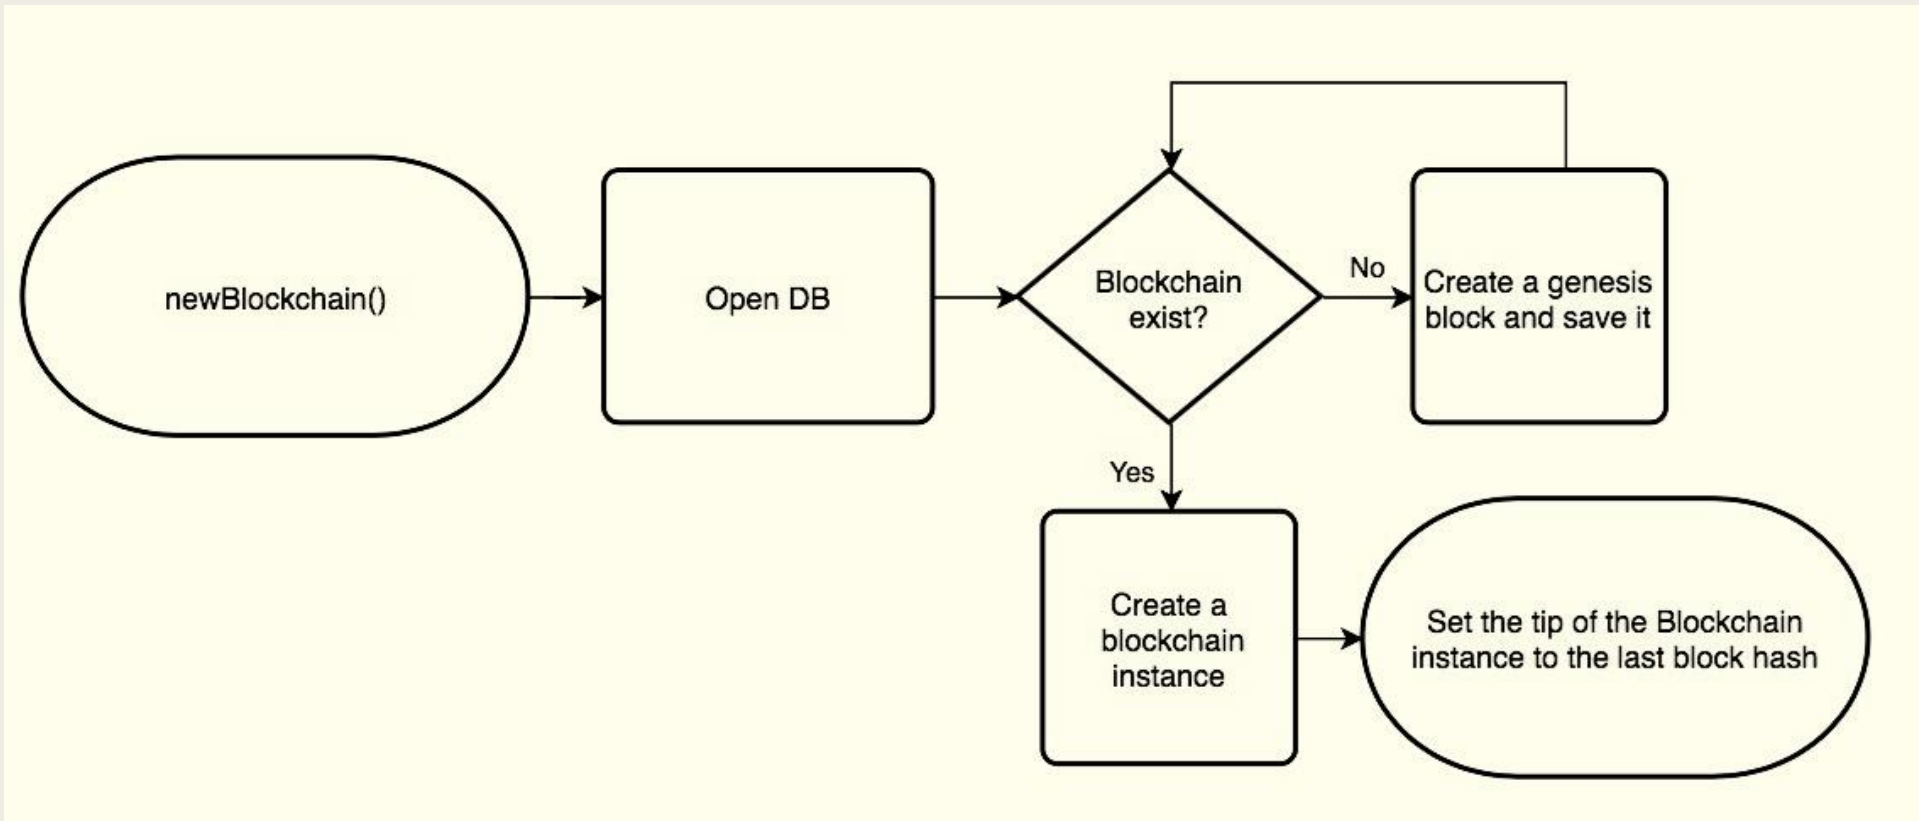 newBlockchain()
Open DB
Blockchain
exist?
No
Create a genesis
block and save it
Yes
Create a
blockchain
instance
Set the tip of the Blockchain
instance to the last block hash